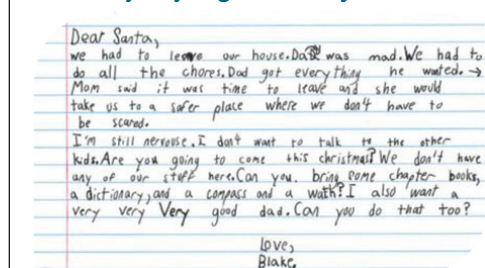 Dear Santa,
we had to leave our house. Dad was mad. We had to
do all the chores. Dad got everything he wanted. →
Mom said it was time to leave and she would
take us to a safer place where we don't have to
be scared.
I'm still nervouse. I don't want to talk to the other
kids. Are you going to come this christmas? We don't have
any of our stuff here. Can you bring some chapter books,
a dictionary, and a compass and a wath? I also want a
very very very good dad. Can you do that too?
love,
Blake.